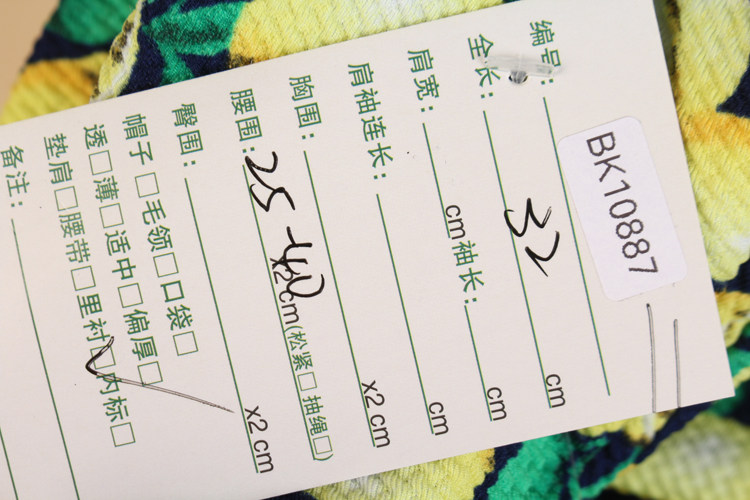 编号: BK10887
全长: 32 cm
肩宽: cm 袖长: cm
肩袖连长: cm
胸围: x2 cm
腰围: 25-40 x2 cm (松紧□ 抽绳□)
臀围: x2 cm
帽子□ 毛领□ 口袋□
透□ 薄□ 适中□ 偏厚□
垫肩□ 腰带□ 里衬☑ 内标□
备注: